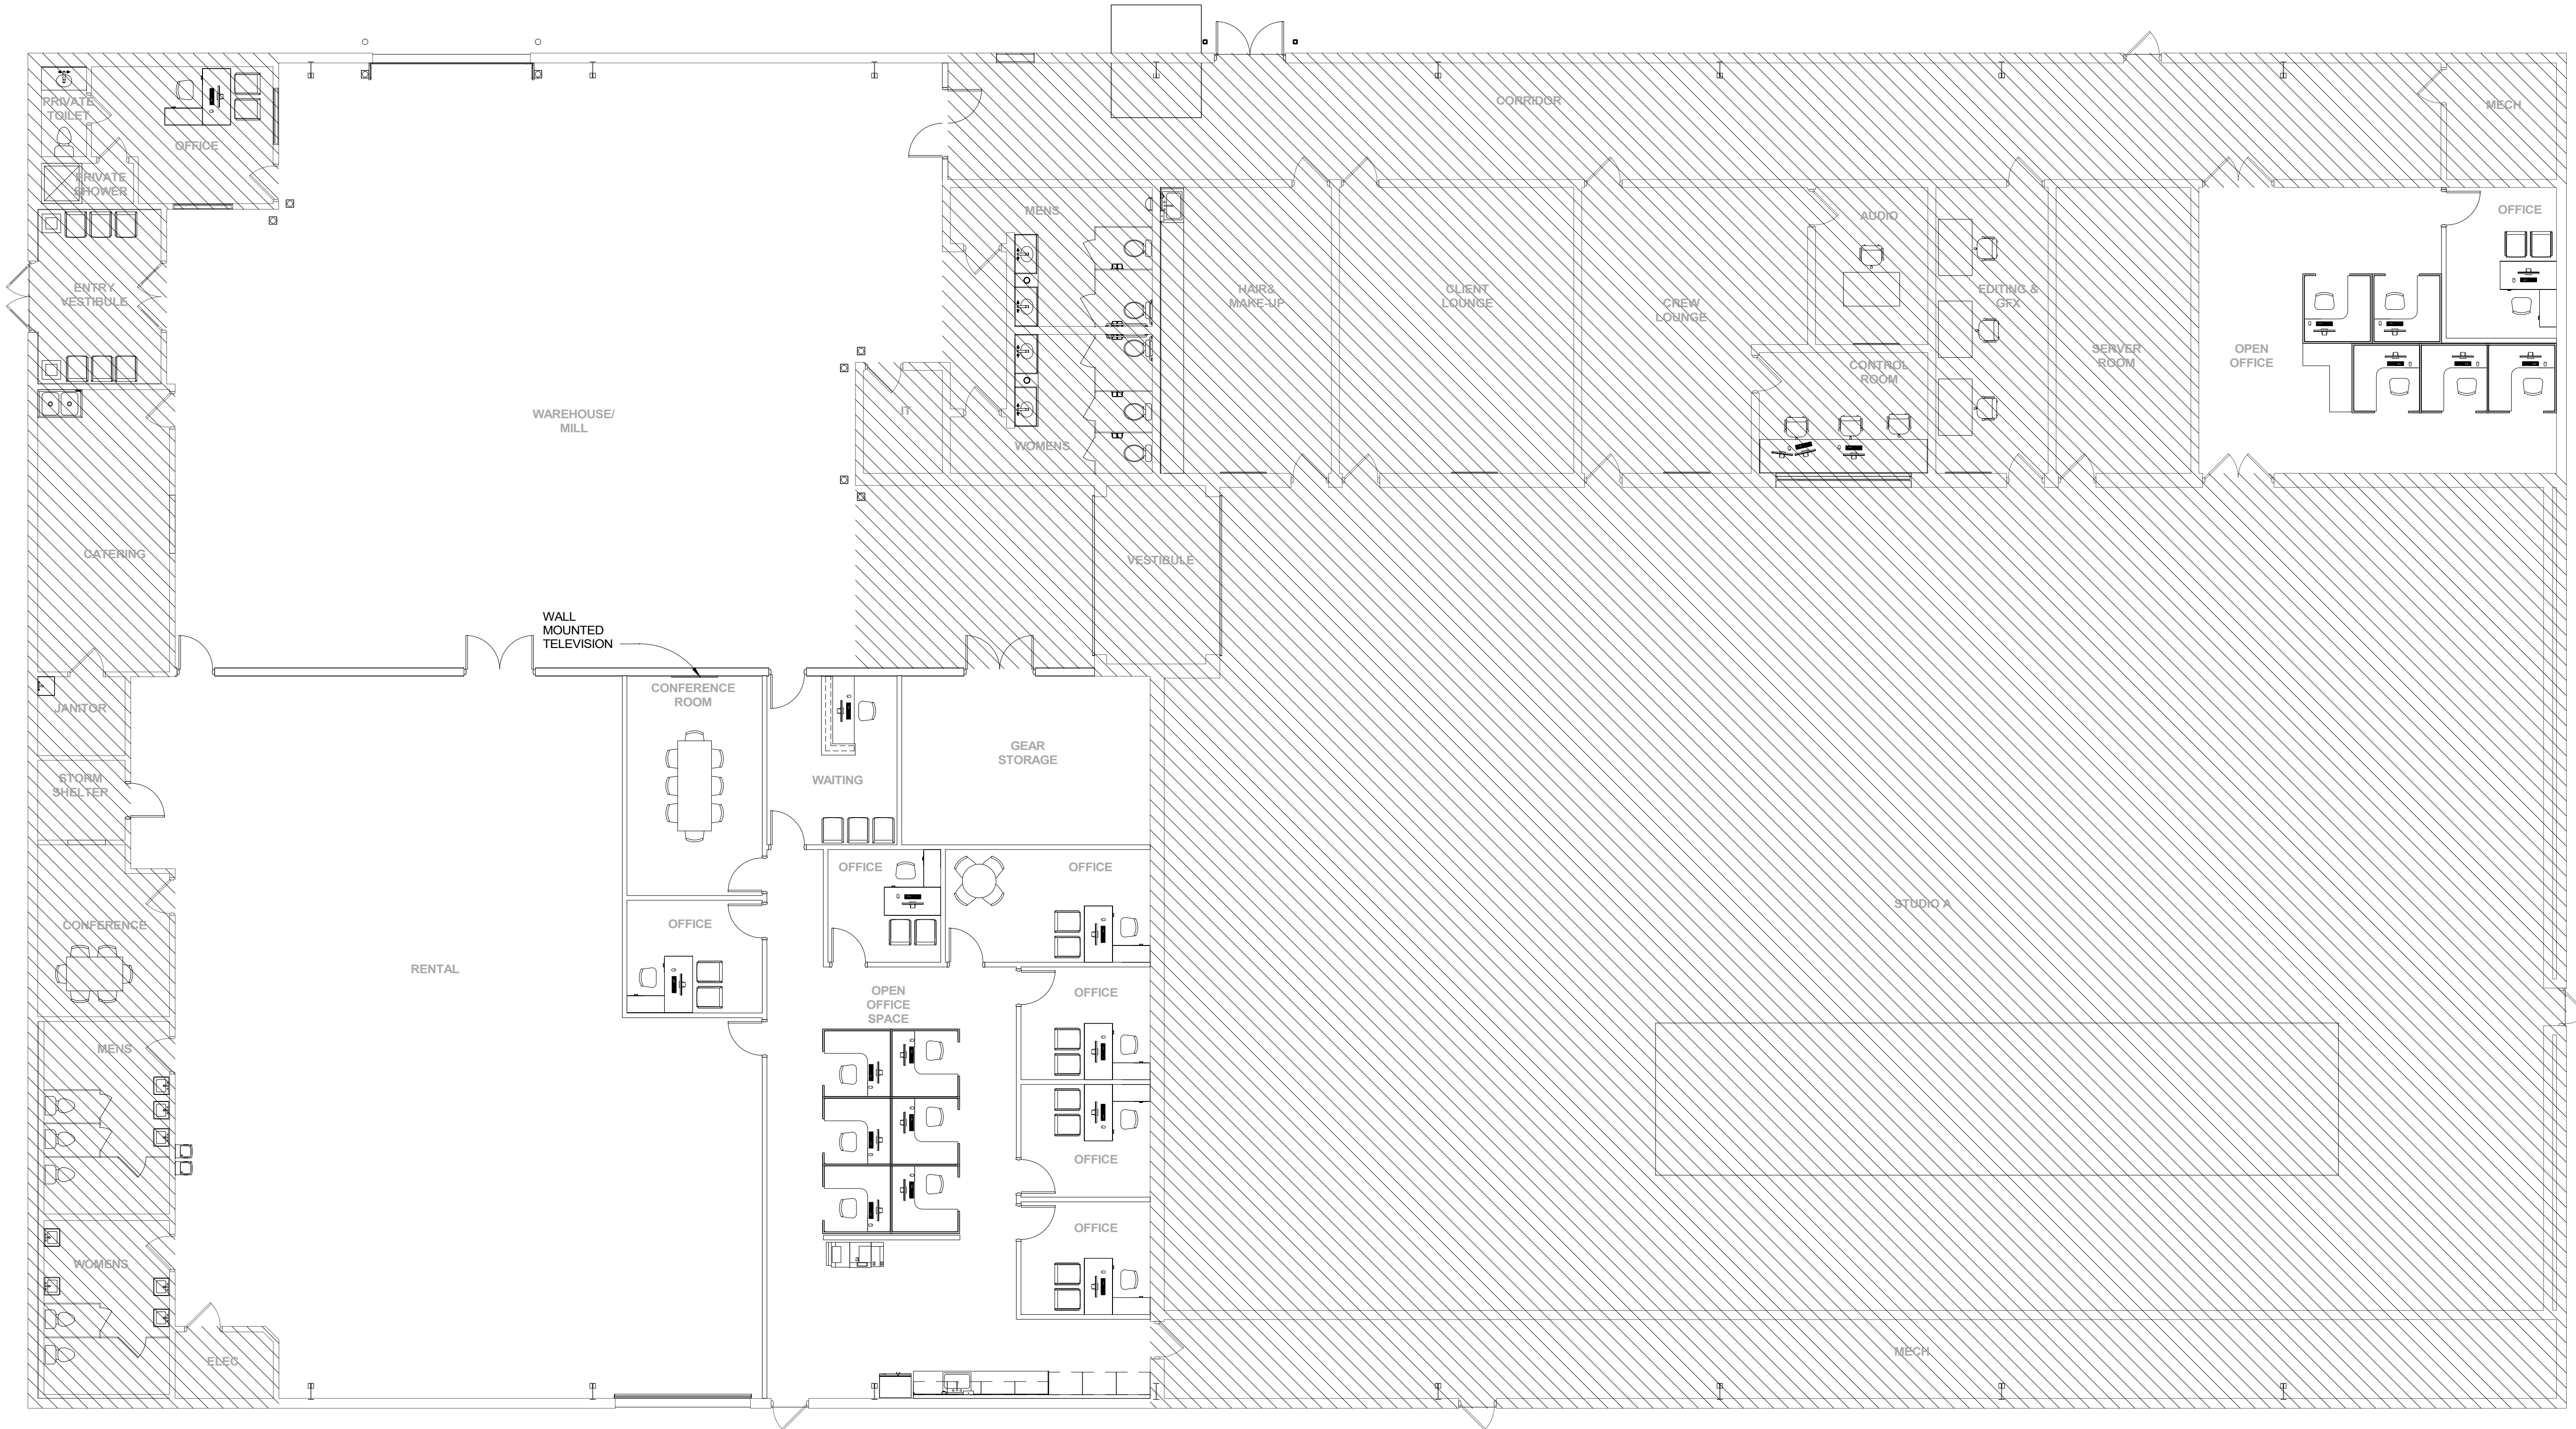 CORRIDOR
MECH
PRIVATE
TOILET
OFFICE
PRIVATE
SHOWER
MENS
AUDIO
OFFICE
ENTRY
VESTIBULE
HAIR&
MAKE-UP
CLIENT
LOUNGE
CREW
LOUNGE
EDITING &
GFX
CONTROL
ROOM
SERVER
ROOM
OPEN
OFFICE
WAREHOUSE/
MILL
IT
WOMENS
CATERING
VESTIBULE
WALL
MOUNTED
TELEVISION
CONFERENCE
ROOM
JANITOR
GEAR
STORAGE
STORM
SHELTER
WAITING
OFFICE
OFFICE
CONFERENCE
OFFICE
STUDIO A
RENTAL
OPEN
OFFICE
SPACE
OFFICE
MENS
OFFICE
OFFICE
WOMENS
ELEC
MECH